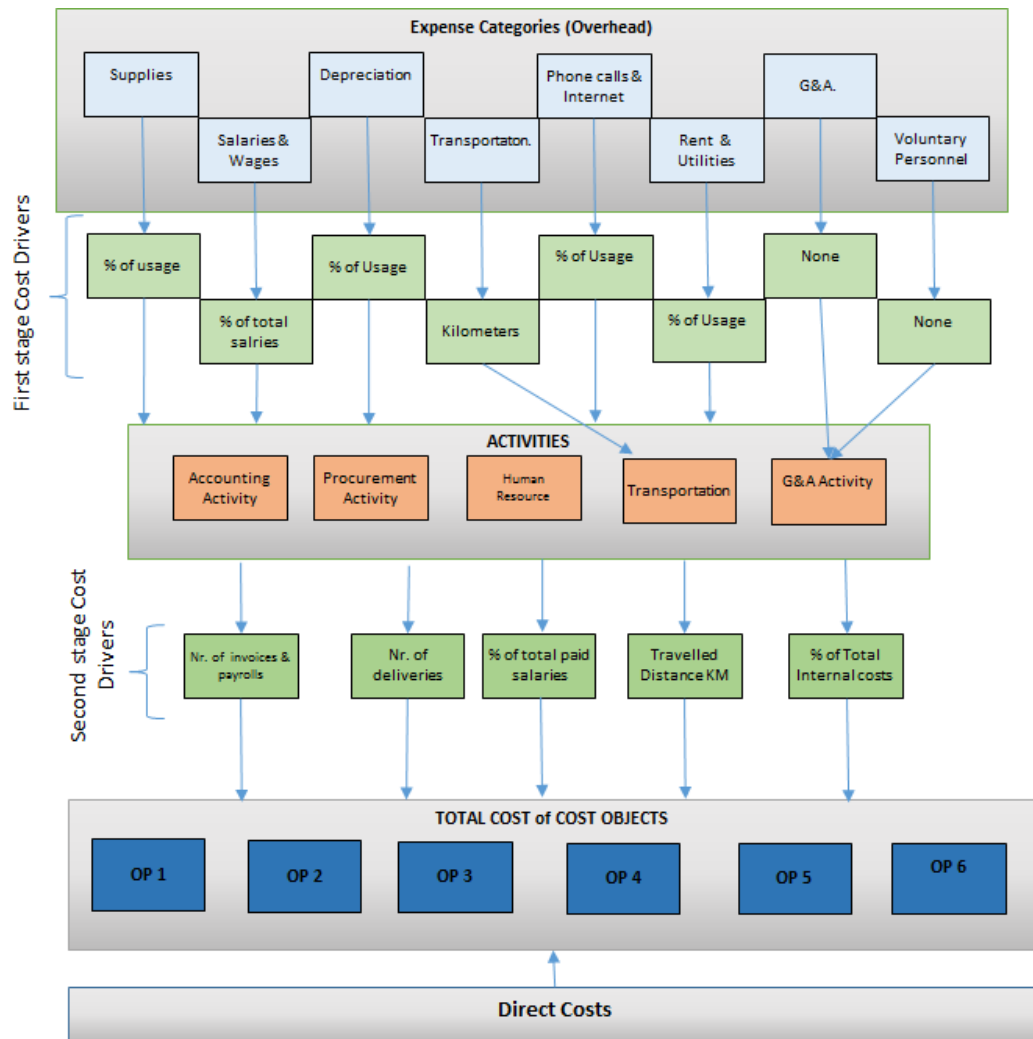 Expense Categories (Overhead)
Supplies
Depreciation
Phone calls &
Internet
G&A.
Salaries &
Wages
Transportaton.
Rent &
Utilities
Voluntary
Personnel
First stage Cost Drivers
% of usage
% of Usage
% of Usage
None
% of total
salries
Kilometers
% of Usage
None
ACTIVITIES
Accounting
Activity
Procurement
Activity
Human
Resource
Transportation
G&A Activity
Second stage Cost
Drivers
Nr. of invoices &
payrolls
Nr. of
deliveries
% of total paid
salaries
Travelled
Distance KM
% of Total
Internal costs
TOTAL COST of COST OBJECTS
OP 1
OP 2
OP 3
OP 4
OP 5
OP 6
Direct Costs